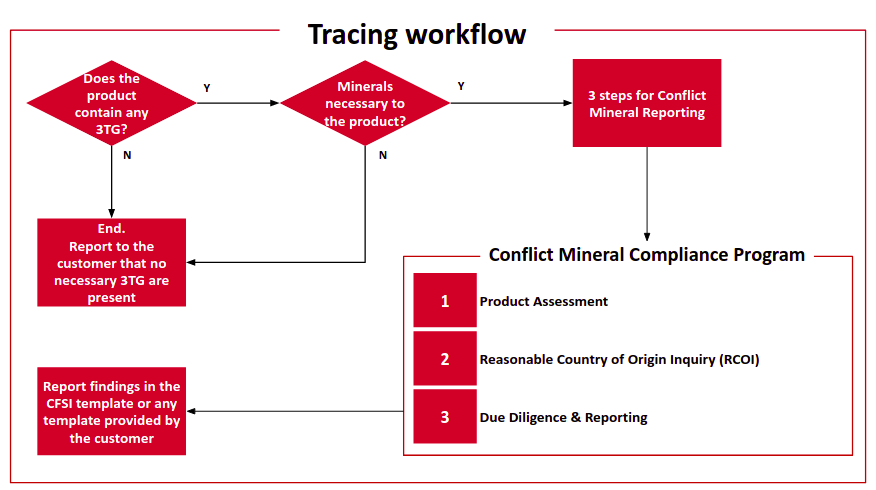 Tracing workflow
Does the
product
contain any
3TG?
Y
Minerals
necessary to
the product?
Y
3 steps for Conflict
Mineral Reporting
N
N
End.
Report to the
customer that no
necessary 3TG are
present
Conflict Mineral Compliance Program
1
Product Assessment
2
Reasonable Country of Origin Inquiry (RCOI)
3
Due Diligence & Reporting
Report findings in the
CFSI template or any
template provided by
the customer